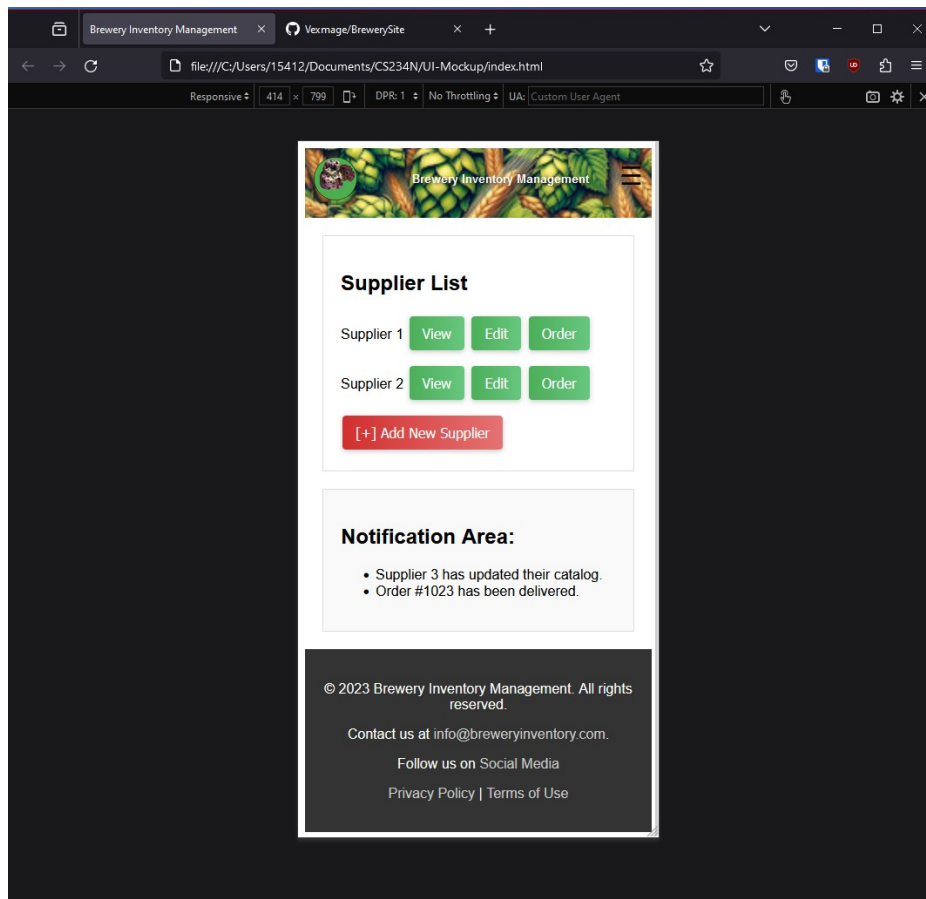 Brewery Inventory Management
Vexmage/BrewerySite
file:///C:/Users/15412/Documents/CS234N/UI-Mockup/index.html
Responsive 414 × 799 DPR: 1 No Throttling UA: Custom User Agent
Brewery Inventory Management
Supplier List
Supplier 1 View Edit Order
Supplier 2 View Edit Order
[+] Add New Supplier
Notification Area:
• Supplier 3 has updated their catalog.
• Order #1023 has been delivered.
© 2023 Brewery Inventory Management. All rights
reserved.
Contact us at info@breweryinventory.com.
Follow us on Social Media
Privacy Policy | Terms of Use